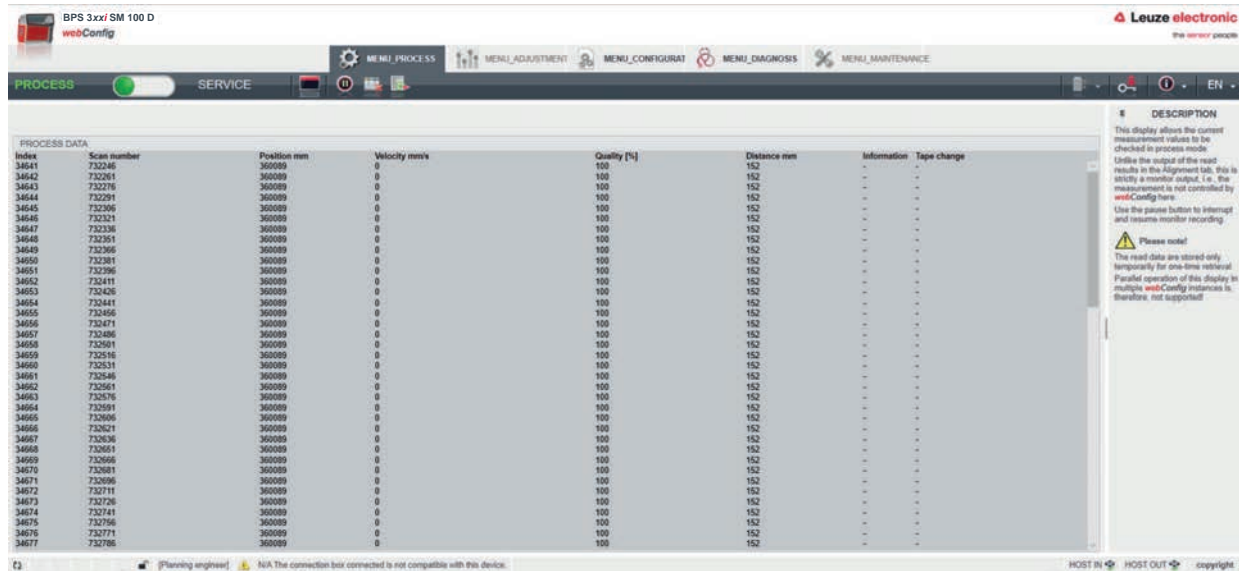 BPS 3xxi SM 100 D
webConfig
Leuze electronic
the sensor people
MENU_PROCESS MENU_ADJUSTMENT MENU_CONFIGURAT MENU_DIAGNOSIS MENU_MAINTENANCE
PROCESS SERVICE EN
PROCESS DATA
Index Scan number Position mm Velocity mm/s Quality [%] Distance mm Information Tape change
34641 732246 360089 0 100 152 - -
34642 732261 360089 0 100 152 - -
34643 732276 360089 0 100 152 - -
34644 732291 360089 0 100 152 - -
34645 732306 360089 0 100 152 - -
34646 732321 360089 0 100 152 - -
34647 732336 360089 0 100 152 - -
34648 732351 360089 0 100 152 - -
34649 732366 360089 0 100 152 - -
34650 732381 360089 0 100 152 - -
34651 732396 360089 0 100 152 - -
34652 732411 360089 0 100 152 - -
34653 732426 360089 0 100 152 - -
34654 732441 360089 0 100 152 - -
34655 732456 360089 0 100 152 - -
34656 732471 360089 0 100 152 - -
34657 732486 360089 0 100 152 - -
34658 732501 360089 0 100 152 - -
34659 732516 360089 0 100 152 - -
34660 732531 360089 0 100 152 - -
34661 732546 360089 0 100 152 - -
34662 732561 360089 0 100 152 - -
34663 732576 360089 0 100 152 - -
34664 732591 360089 0 100 152 - -
34665 732606 360089 0 100 152 - -
34666 732621 360089 0 100 152 - -
34667 732636 360089 0 100 152 - -
34668 732651 360089 0 100 152 - -
34669 732666 360089 0 100 152 - -
34670 732681 360089 0 100 152 - -
34671 732696 360089 0 100 152 - -
34672 732711 360089 0 100 152 - -
34673 732726 360089 0 100 152 - -
34674 732741 360089 0 100 152 - -
34675 732756 360089 0 100 152 - -
34676 732771 360089 0 100 152 - -
34677 732786 360089 0 100 152 - -
DESCRIPTION
This display allows the current
measurement values to be
checked in process mode.
Unlike the output of the read
results in the Alignment tab, this is
strictly a monitor output, i.e., the
measurement is not controlled by
webConfig here.
Use the pause button to interrupt
and resume monitor recording.
Please note!
The read data are stored only
temporarily for one-time retrieval.
Parallel operation of this display in
multiple webConfig instances is,
therefore, not supported!
[Planning engineer] N/A The connection box connected is not compatible with this device. HOST IN HOST OUT copyright